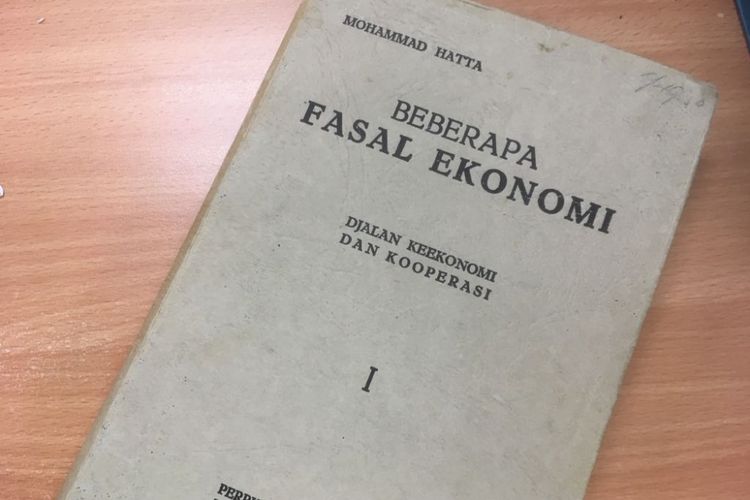 MOHAMMAD HATTA
BEBERAPA
FASAL EKONOMI
DJALAN KEEKONOMI
DAN KOOPERASI
I